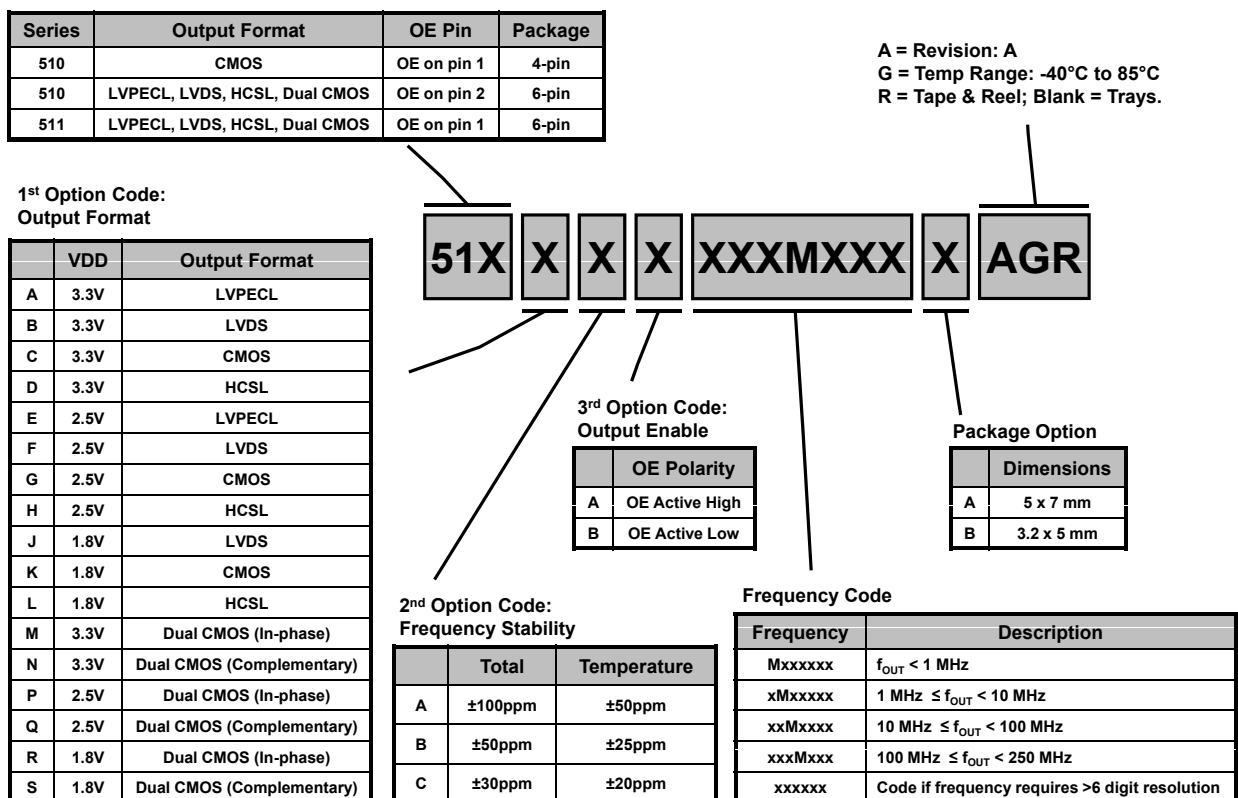 Series Output Format OE Pin Package
510 CMOS OE on pin 1 4-pin
510 LVPECL, LVDS, HCSL, Dual CMOS OE on pin 2 6-pin
511 LVPECL, LVDS, HCSL, Dual CMOS OE on pin 1 6-pin
A = Revision: A
G = Temp Range: -40°C to 85°C
R = Tape & Reel; Blank = Trays.
51X X X X XXXMXXX X AGR
1st Option Code:
Output Format
VDD Output Format
A 3.3V LVPECL
B 3.3V LVDS
C 3.3V CMOS
D 3.3V HCSL
E 2.5V LVPECL
F 2.5V LVDS
G 2.5V CMOS
H 2.5V HCSL
J 1.8V LVDS
K 1.8V CMOS
L 1.8V HCSL
M 3.3V Dual CMOS (In-phase)
N 3.3V Dual CMOS (Complementary)
P 2.5V Dual CMOS (In-phase)
Q 2.5V Dual CMOS (Complementary)
R 1.8V Dual CMOS (In-phase)
S 1.8V Dual CMOS (Complementary)
3rd Option Code:
Output Enable
OE Polarity
A OE Active High
B OE Active Low
Package Option
Dimensions
A 5 x 7 mm
B 3.2 x 5 mm
2nd Option Code:
Frequency Stability
Total Temperature
A ±100ppm ±50ppm
B ±50ppm ±25ppm
C ±30ppm ±20ppm
Frequency Code
Frequency Description
Mxxxxxx fOUT < 1 MHz
xMxxxxx 1 MHz ≤ fOUT < 10 MHz
xxMxxxx 10 MHz ≤ fOUT < 100 MHz
xxxMxxx 100 MHz ≤ fOUT < 250 MHz
xxxxxx Code if frequency requires >6 digit resolution